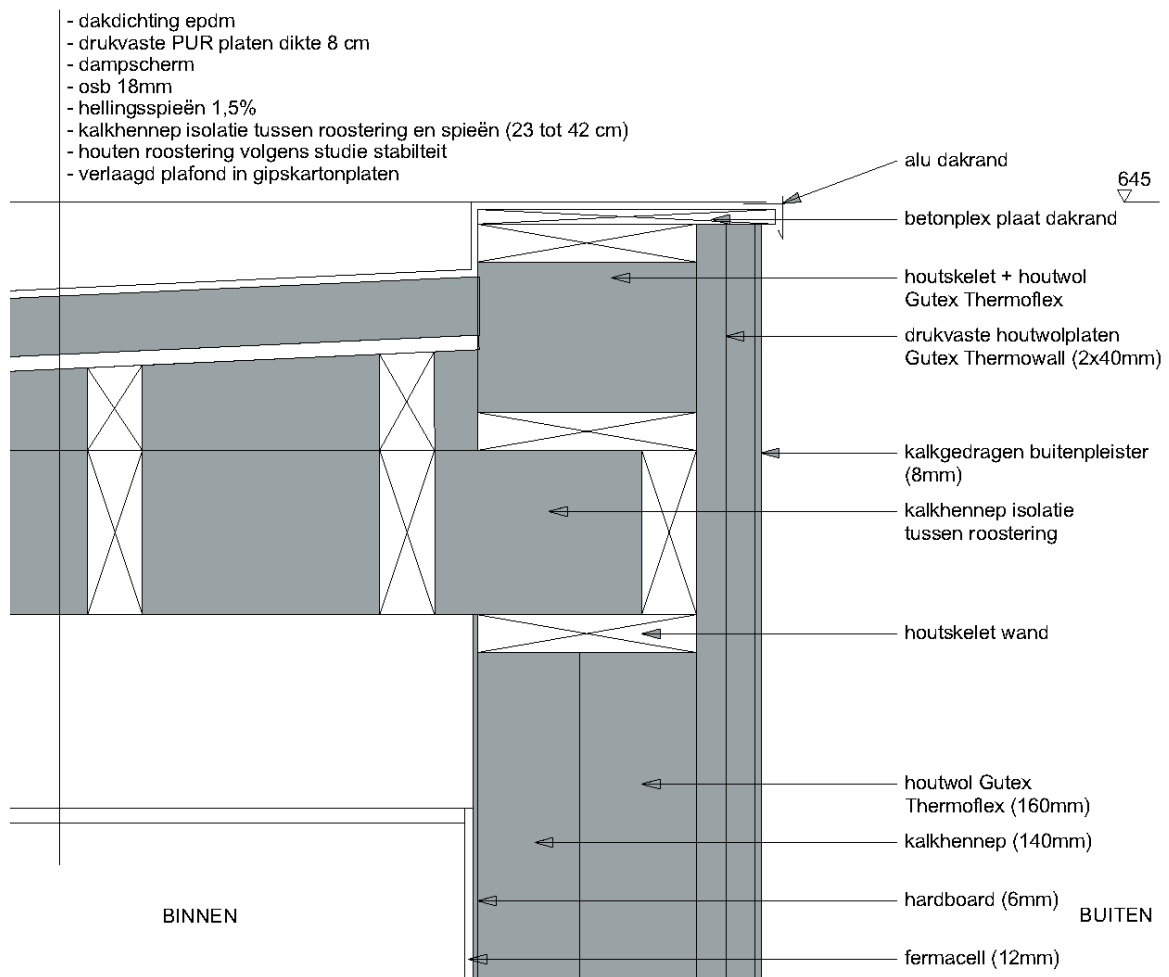 - dakdichting epdm
- drukvaste PUR platen dikte 8 cm
- dampscherm
- osb 18mm
- hellingsspieën 1,5%
- kalkhennep isolatie tussen roostering en spieën (23 tot 42 cm)
- houten roostering volgens studie stabilteit
- verlaagd plafond in gipskartonplaten
alu dakrand
645
betonplex plaat dakrand
houtskelet + houtwol
Gutex Thermoflex
drukvaste houtwolplaten
Gutex Thermowall (2x40mm)
kalkgedragen buitenpleister
(8mm)
kalkhennep isolatie
tussen roostering
houtskelet wand
houtwol Gutex
Thermoflex (160mm)
kalkhennep (140mm)
hardboard (6mm)
BINNEN
BUITEN
fermacell (12mm)